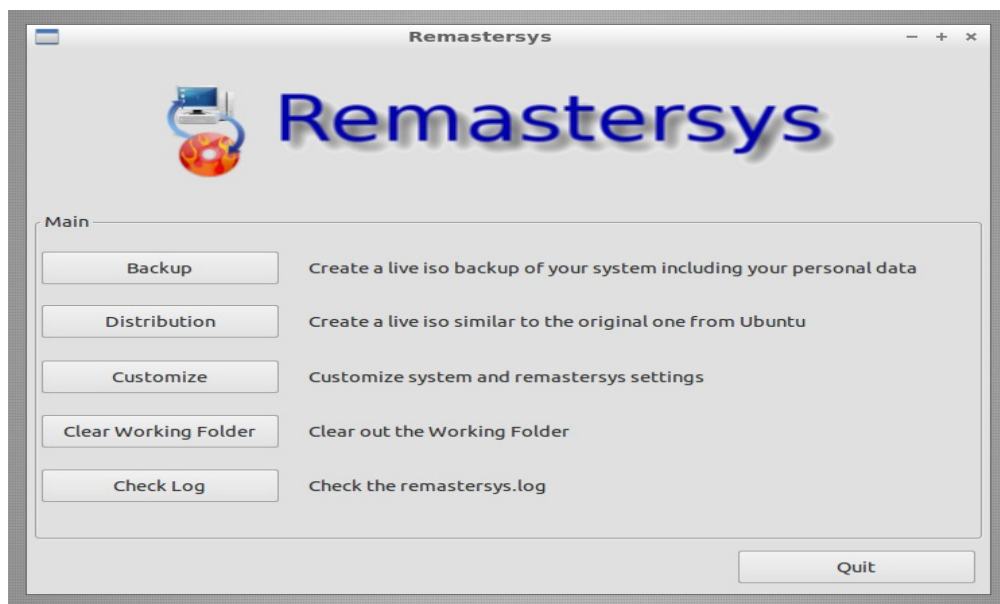 Remastersys
Remastersys
Main
Backup Create a live iso backup of your system including your personal data
Distribution Create a live iso similar to the original one from Ubuntu
Customize Customize system and remastersys settings
Clear Working Folder Clear out the Working Folder
Check Log Check the remastersys.log
Quit